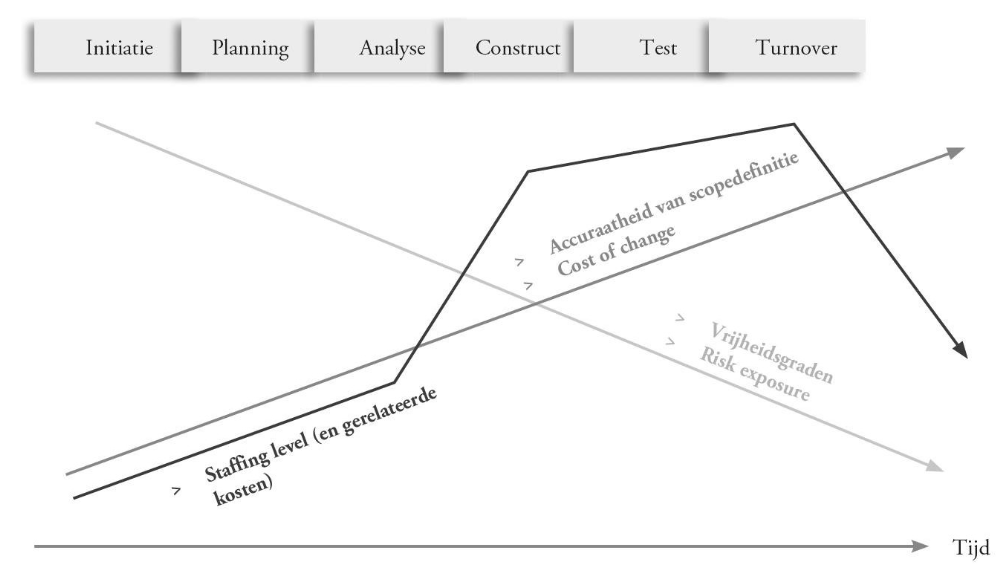 Initiatie
Planning
Analyse
Construct
Test
Turnover
> Accuraatheid van scopedefinitie
> Cost of change
> Vrijheidsgraden
> Risk exposure
> Staffing level (en gerelateerde
kosten)
Tijd